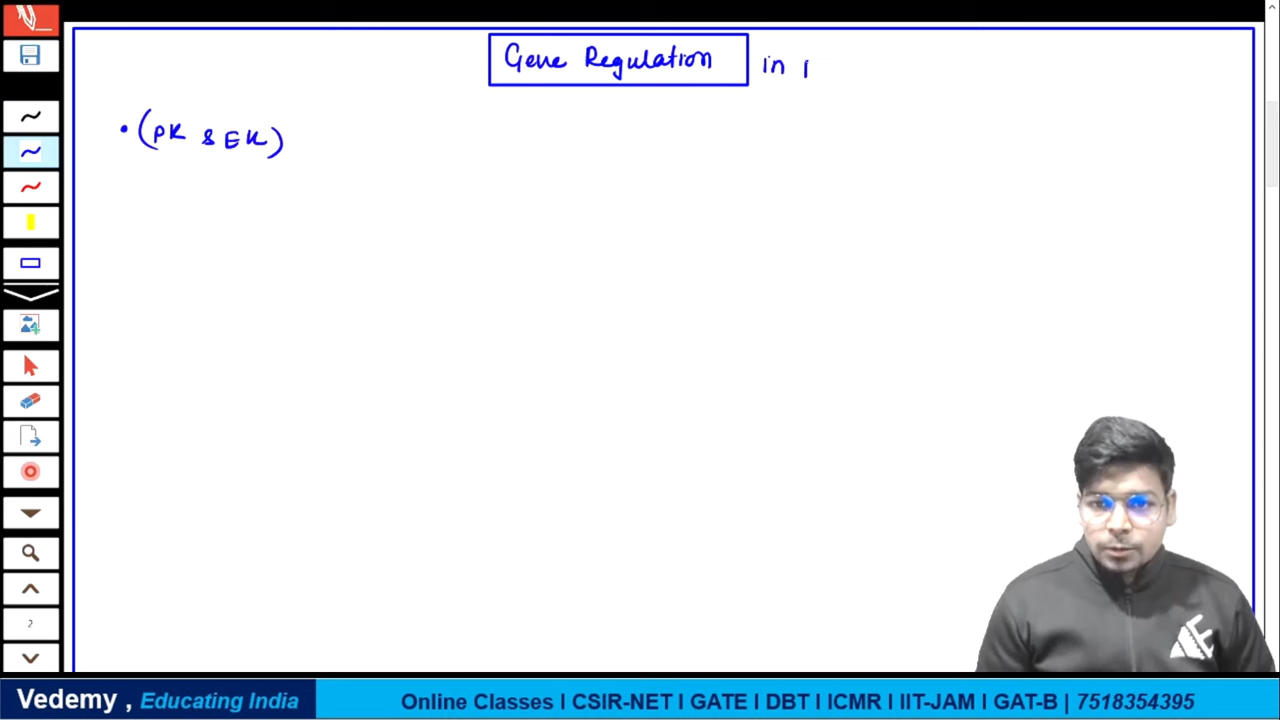 Gene Regulation in
• (PK & EK)
2
Vedemy , Educating India
Online Classes I CSIR-NET I GATE I DBT I ICMR I IIT-JAM I GAT-B | 7518354395